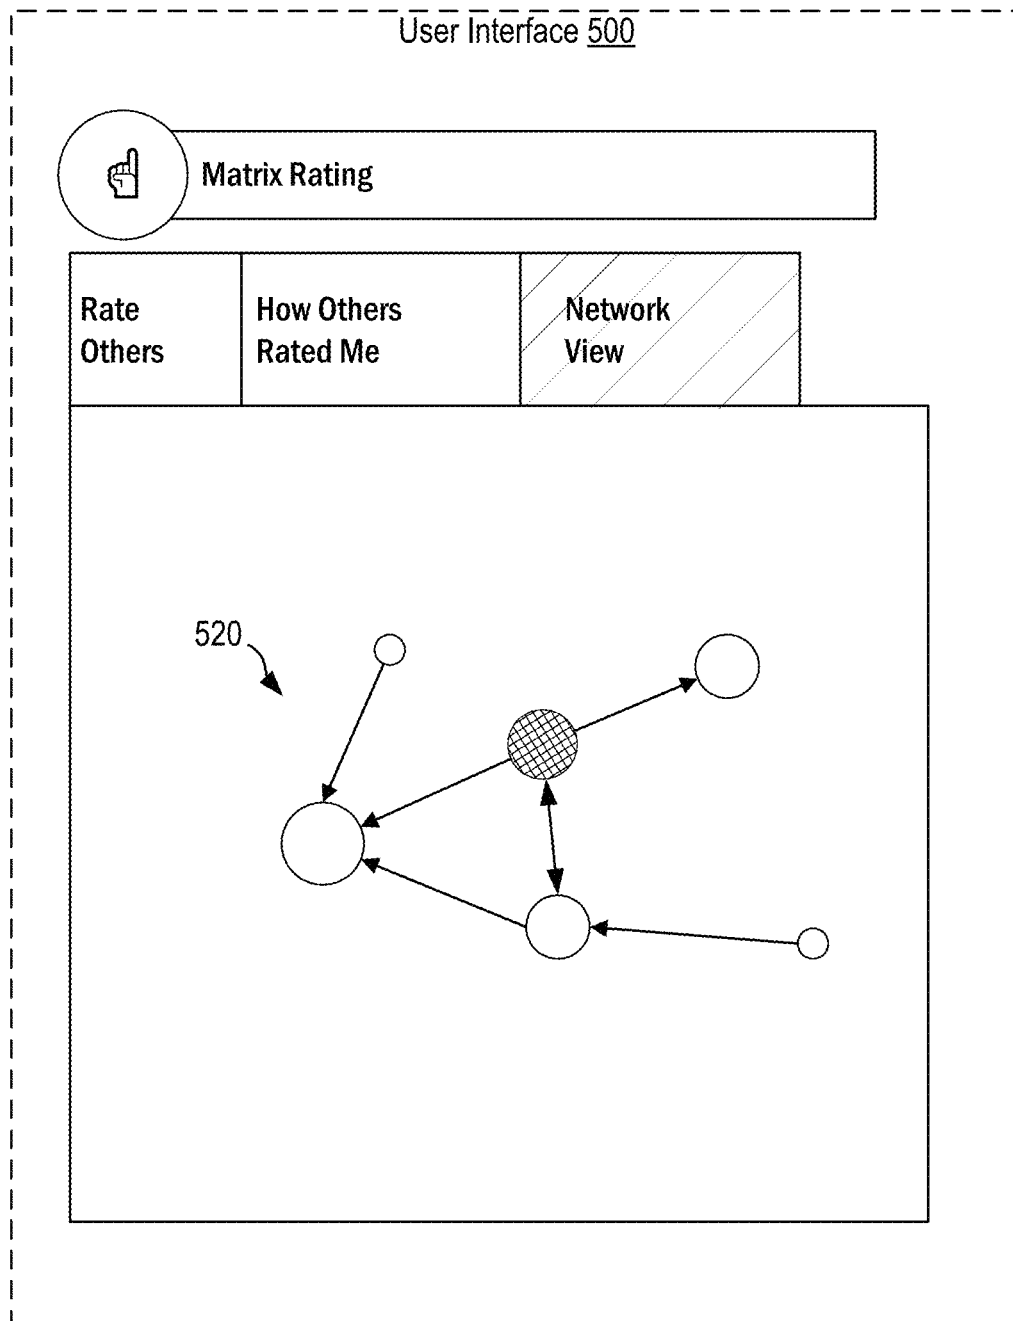 User Interface 500
Matrix Rating
Rate
Others
How Others
Rated Me
Network
View
520